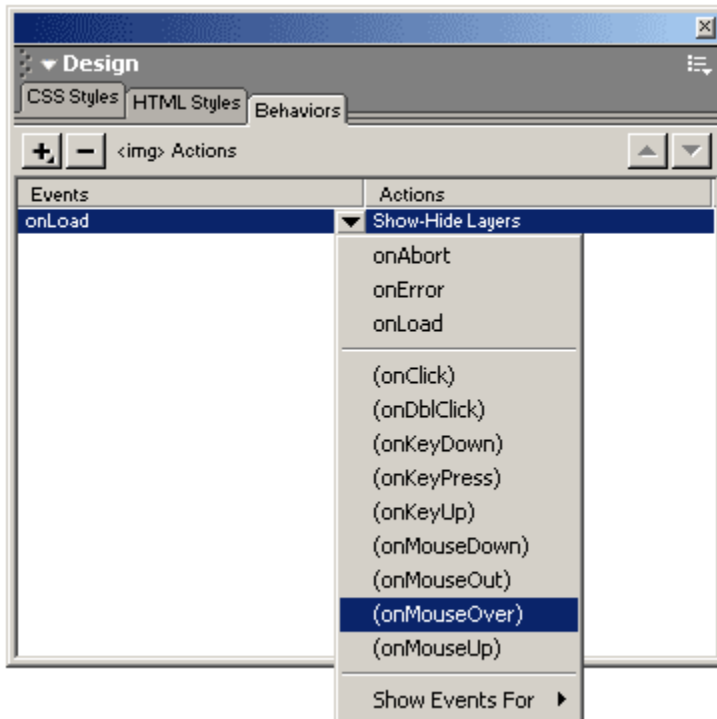 Design
CSS Styles HTML Styles Behaviors
<img> Actions
Events Actions
onLoad Show-Hide Layers
onAbort
onError
onLoad
(onClick)
(onDblClick)
(onKeyDown)
(onKeyPress)
(onKeyUp)
(onMouseDown)
(onMouseOut)
(onMouseOver)
(onMouseUp)
Show Events For